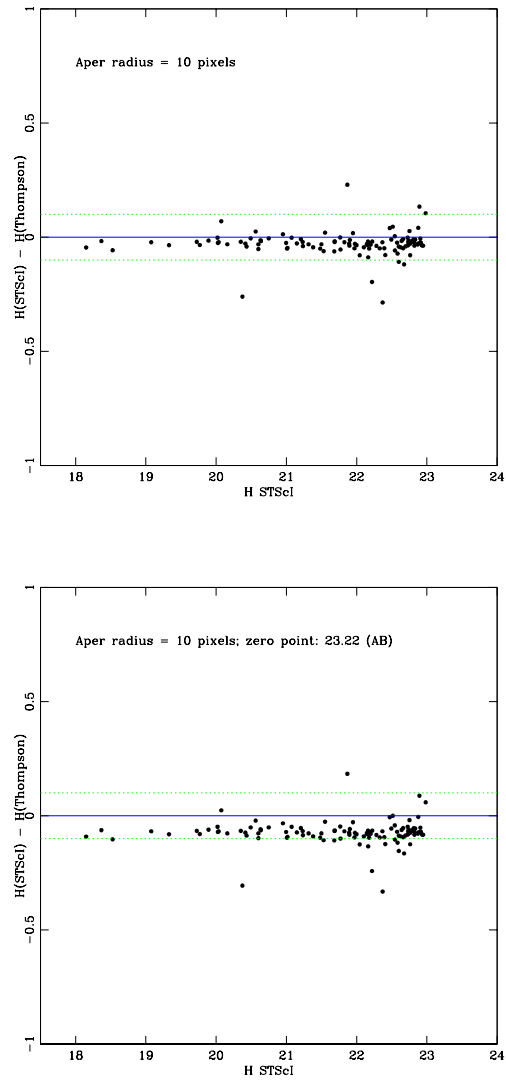 1
Aper radius = 10 pixels
0.5
H(STScI) − H(Thompson)
0
−0.5
−1
18 19 20 21 22 23 24
H STScI
1
Aper radius = 10 pixels; zero point: 23.22 (AB)
0.5
H(STScI) − H(Thompson)
0
−0.5
−1
18 19 20 21 22 23 24
H STScI